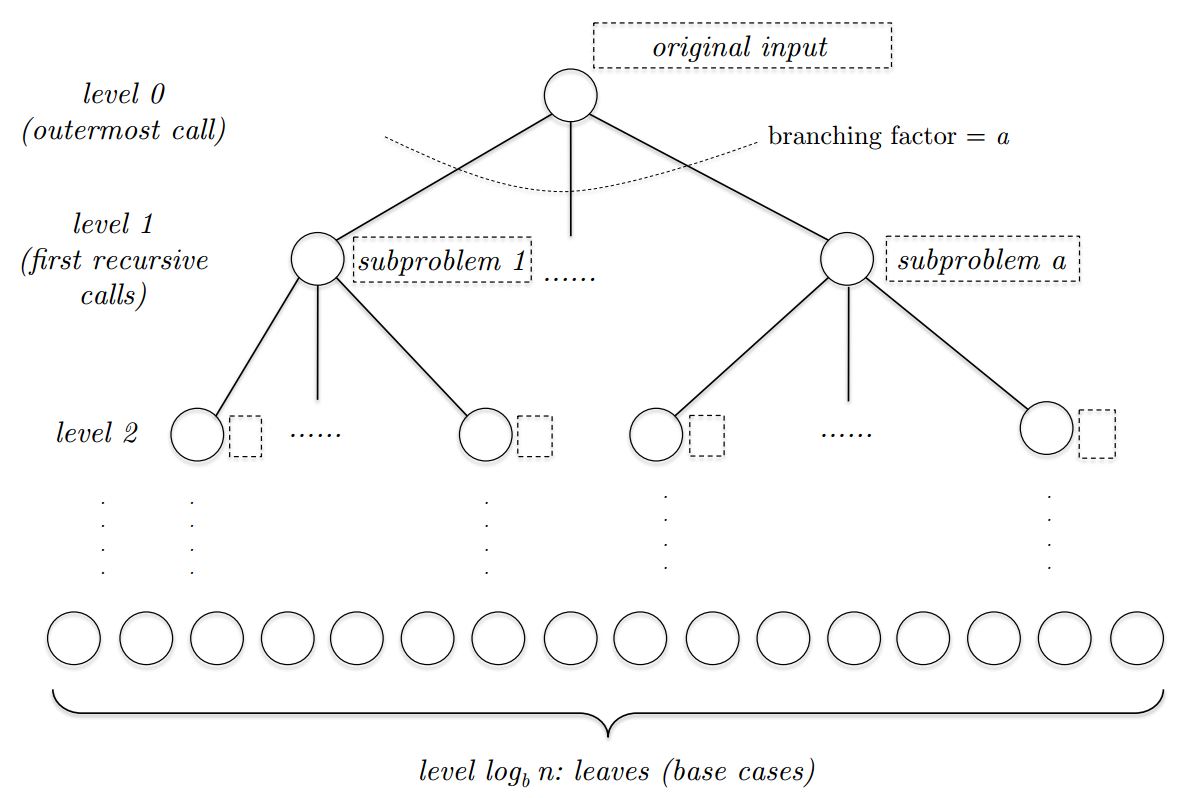 original input
level 0
(outermost call)
branching factor = a
level 1
(first recursive
calls)
subproblem 1
......
subproblem a
level 2
......
......
level log_b n: leaves (base cases)